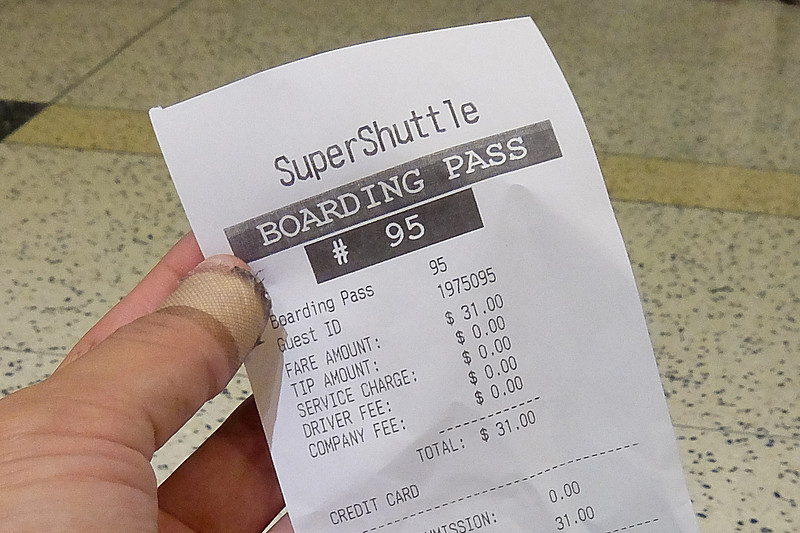 SuperShuttle
BOARDING PASS
# 95
Boarding Pass 95
Guest ID 1975095
FARE AMOUNT: $ 31.00
TIP AMOUNT: $ 0.00
SERVICE CHARGE: $ 0.00
DRIVER FEE: $ 0.00
COMPANY FEE: $ 0.00
TOTAL: $ 31.00
CREDIT CARD
0.00
31.00